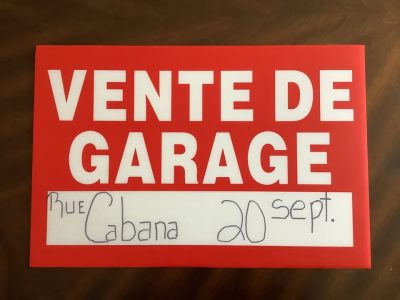 VENTE DE
GARAGE
RUE Cabana 20 sept.